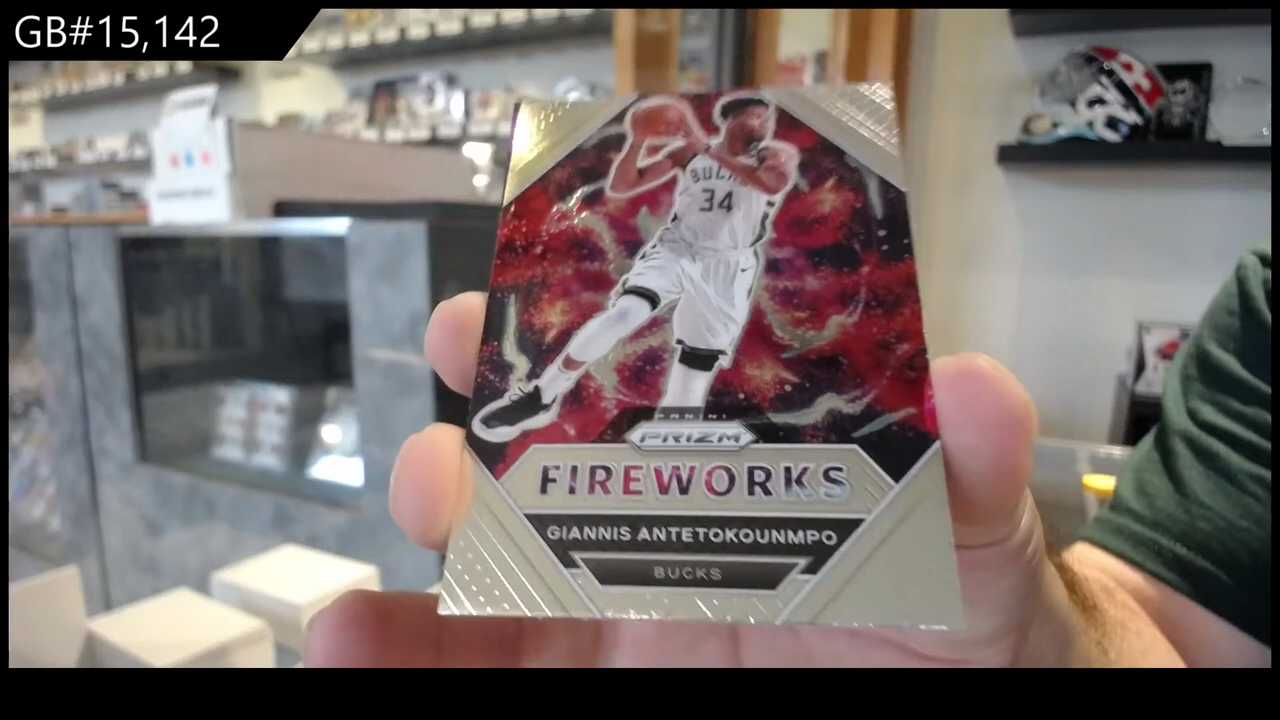 GB#15,142
BUCKS
34
PANINI
PRIZM
FIREWORKS
GIANNIS ANTETOKOUNMPO
BUCKS